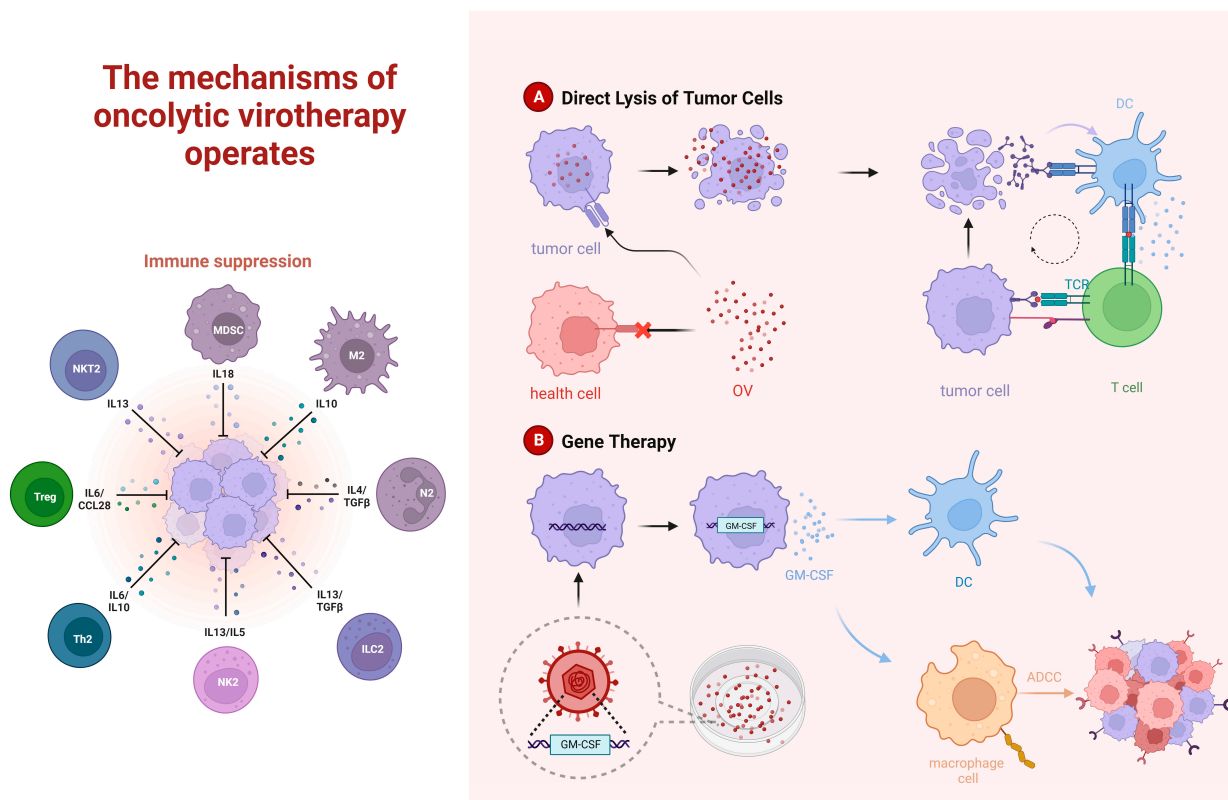 The mechanisms of
oncolytic virotherapy
operates
Immune suppression
MDSC
IL18
M2
IL10
NKT2
IL13
Treg
IL6/
CCL28
IL4/
TGFβ
N2
IL6/
IL10
Th2
IL13/IL5
NK2
IL13/
TGFβ
ILC2
A Direct Lysis of Tumor Cells
tumor cell
health cell
OV
DC
TCR
tumor cell
T cell
B Gene Therapy
GM-CSF
GM-CSF
DC
GM-CSF
ADCC
macrophage
cell